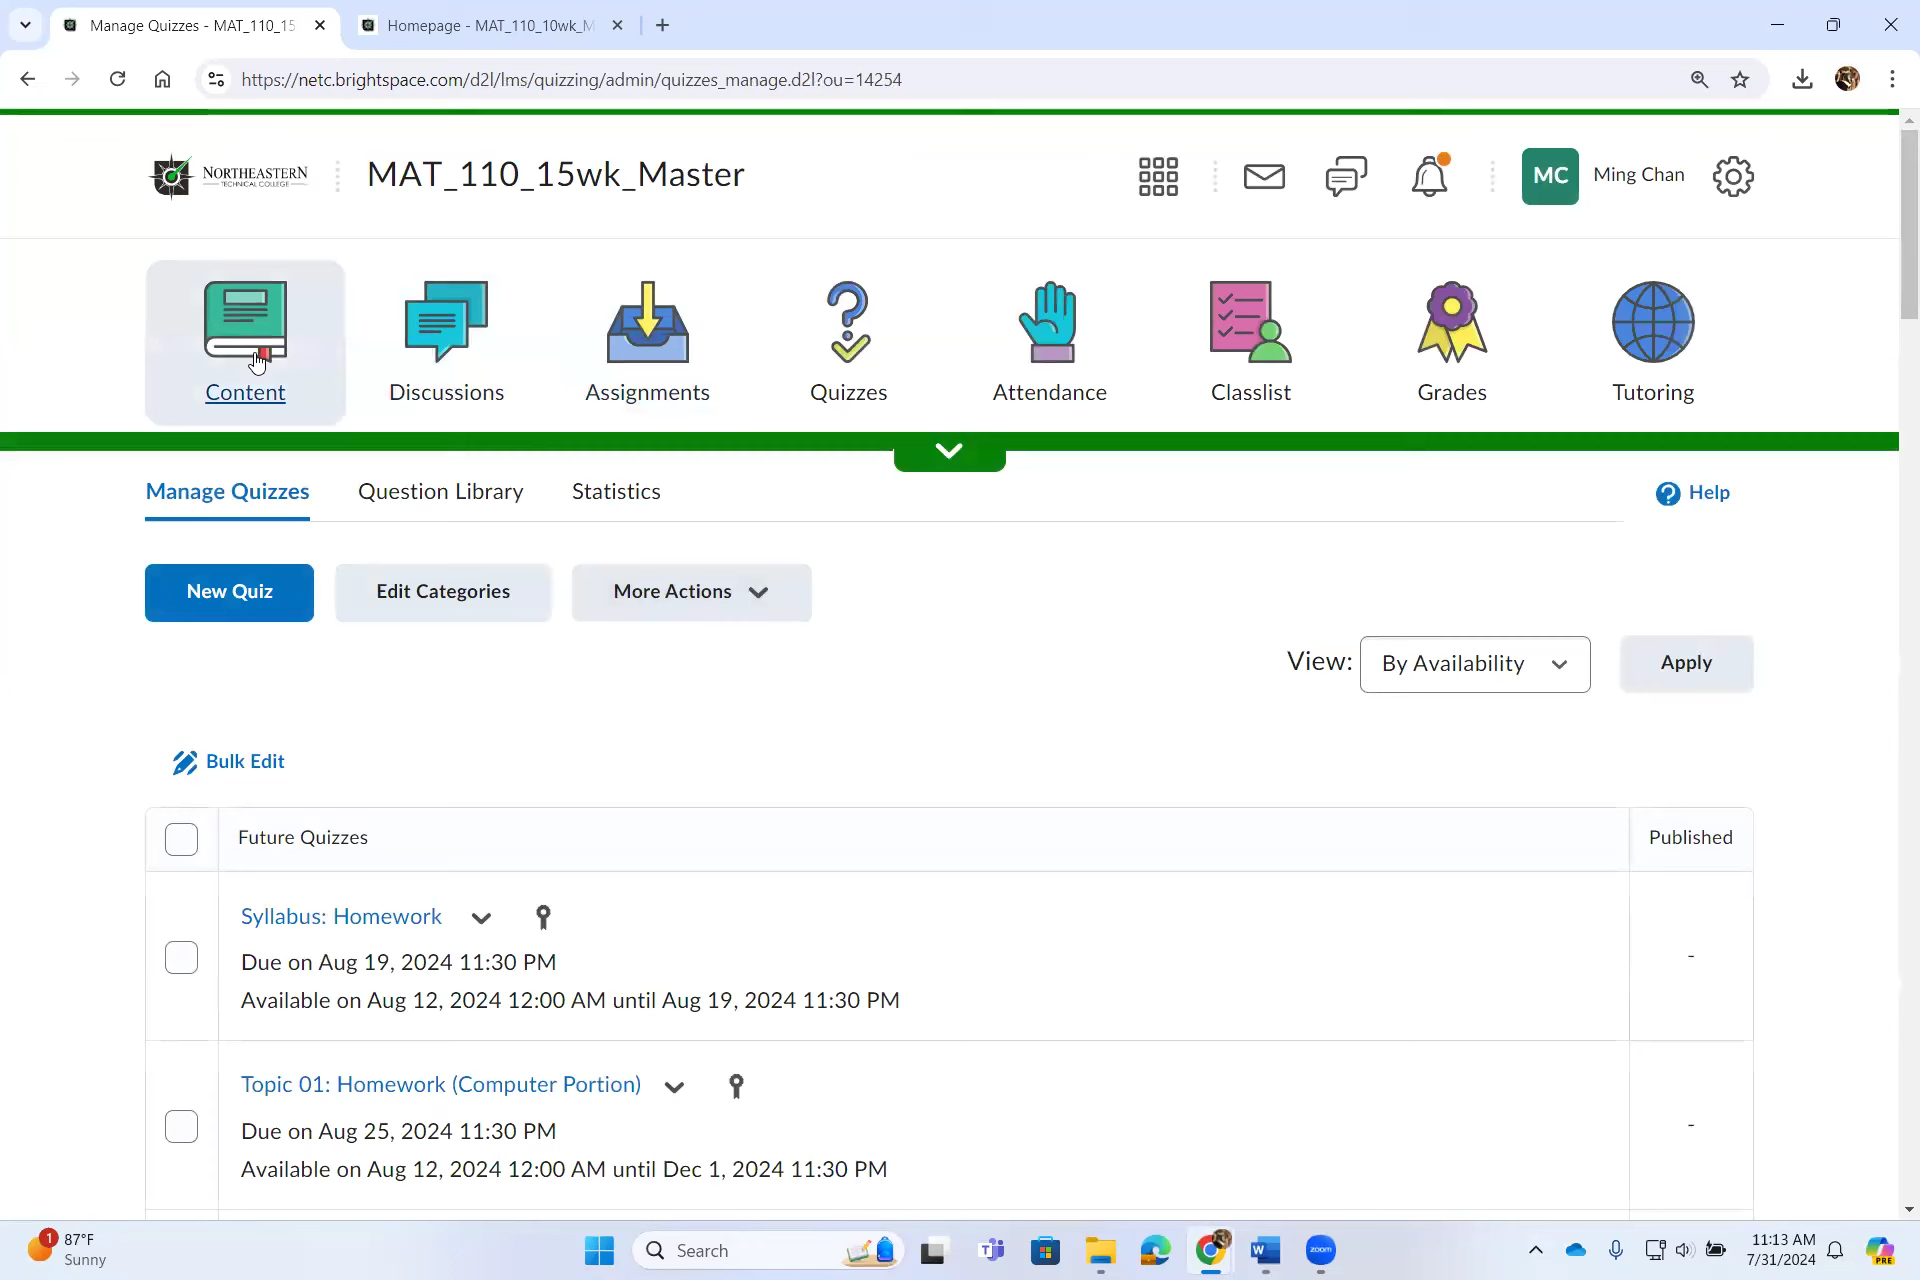 Manage Quizzes - MAT_110_15
Homepage - MAT_110_10wk_M
https://netc.brightspace.com/d2l/lms/quizzing/admin/quizzes_manage.d2l?ou=14254
NORTHEASTERN
TECHNICAL COLLEGE
MAT_110_15wk_Master
MC
Ming Chan
Content
Discussions
Assignments
Quizzes
Attendance
Classlist
Grades
Tutoring
Manage Quizzes
Question Library
Statistics
Help
New Quiz
Edit Categories
More Actions
View:
By Availability
Apply
Bulk Edit
Future Quizzes
Published
Syllabus: Homework
Due on Aug 19, 2024 11:30 PM
Available on Aug 12, 2024 12:00 AM until Aug 19, 2024 11:30 PM
-
Topic 01: Homework (Computer Portion)
Due on Aug 25, 2024 11:30 PM
Available on Aug 12, 2024 12:00 AM until Dec 1, 2024 11:30 PM
-
1
87°F
Sunny
Search
zoom
11:13 AM
7/31/2024
PRE